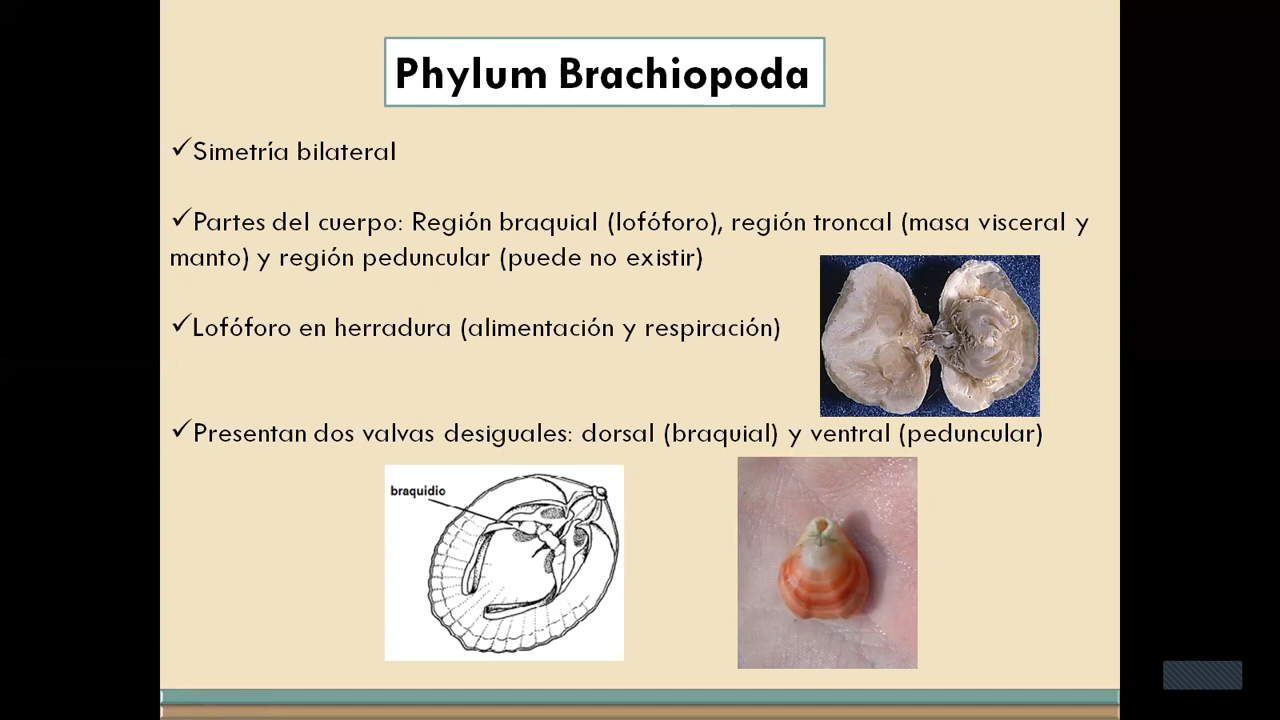 Phylum Brachiopoda
✓Simetría bilateral
✓Partes del cuerpo: Región braquial (lofóforo), región troncal (masa visceral y
manto) y región peduncular (puede no existir)
✓Lofóforo en herradura (alimentación y respiración)
✓Presentan dos valvas desiguales: dorsal (braquial) y ventral (peduncular)
braquidio